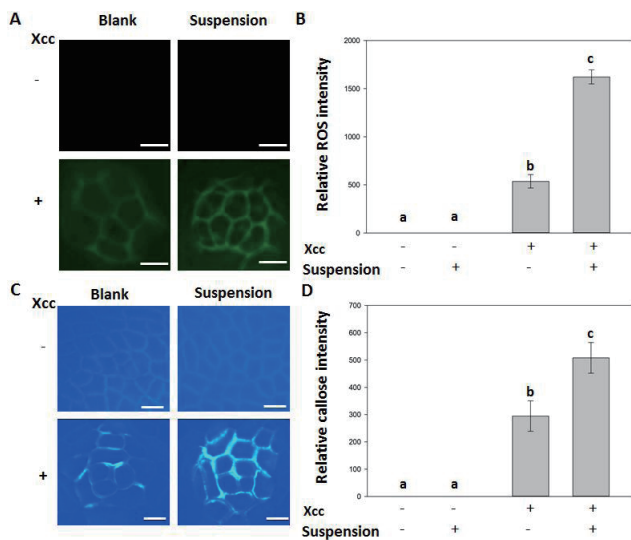 A
Blank
Suspension
Xcc
-
+
B
Relative ROS intensity
2000
1500
1000
500
0
a
a
b
c
Xcc - - + +
Suspension - + - +
C
Blank
Suspension
Xcc
-
+
D
Relative callose intensity
700
600
500
400
300
200
100
0
a
a
b
c
Xcc - - + +
Suspension - + - +